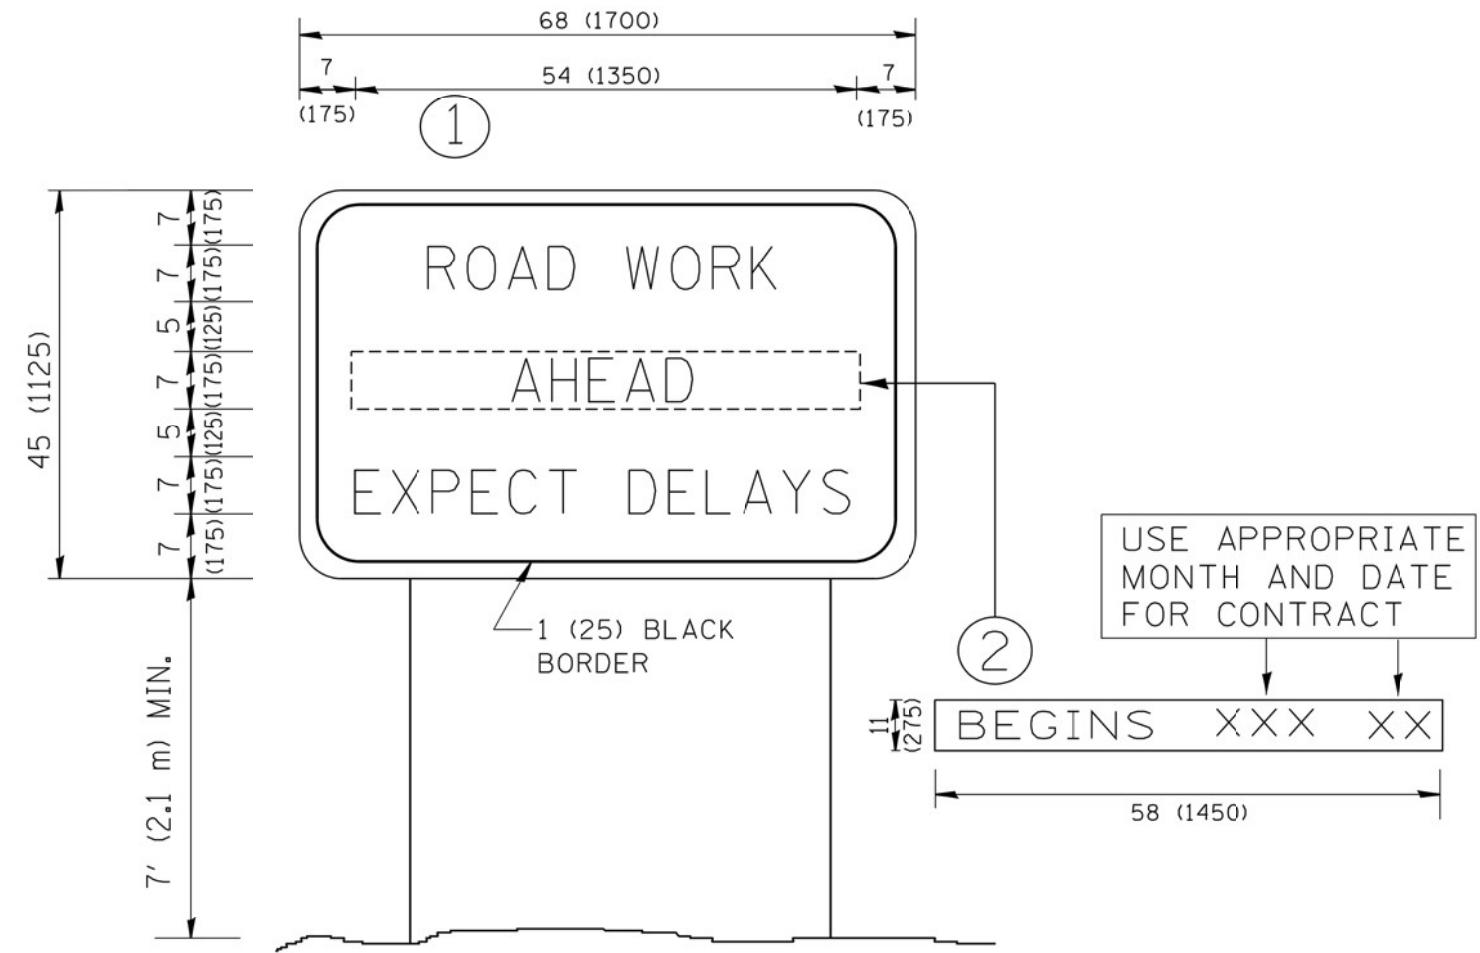 68 (1700)
7
54 (1350)
7
(175)
(175)
1
7
(175)
7
(175)
5
(125)
7
(175)
5
(125)
7
(175)
7
(175)
45 (1125)
ROAD WORK
AHEAD
EXPECT DELAYS
1 (25) BLACK
BORDER
7' (2.1 m) MIN.
2
USE APPROPRIATE
MONTH AND DATE
FOR CONTRACT
11
(275)
BEGINS XXX XX
58 (1450)